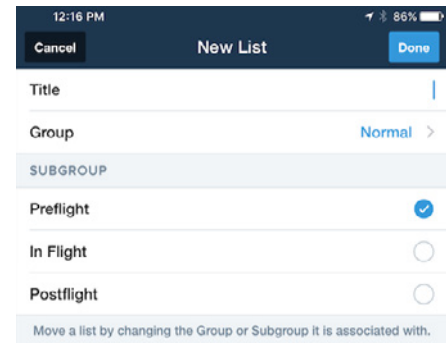 12:16 PM 86%
Cancel New List Done
Title
Group Normal
SUBGROUP
Preflight
In Flight
Postflight
Move a list by changing the Group or Subgroup it is associated with.